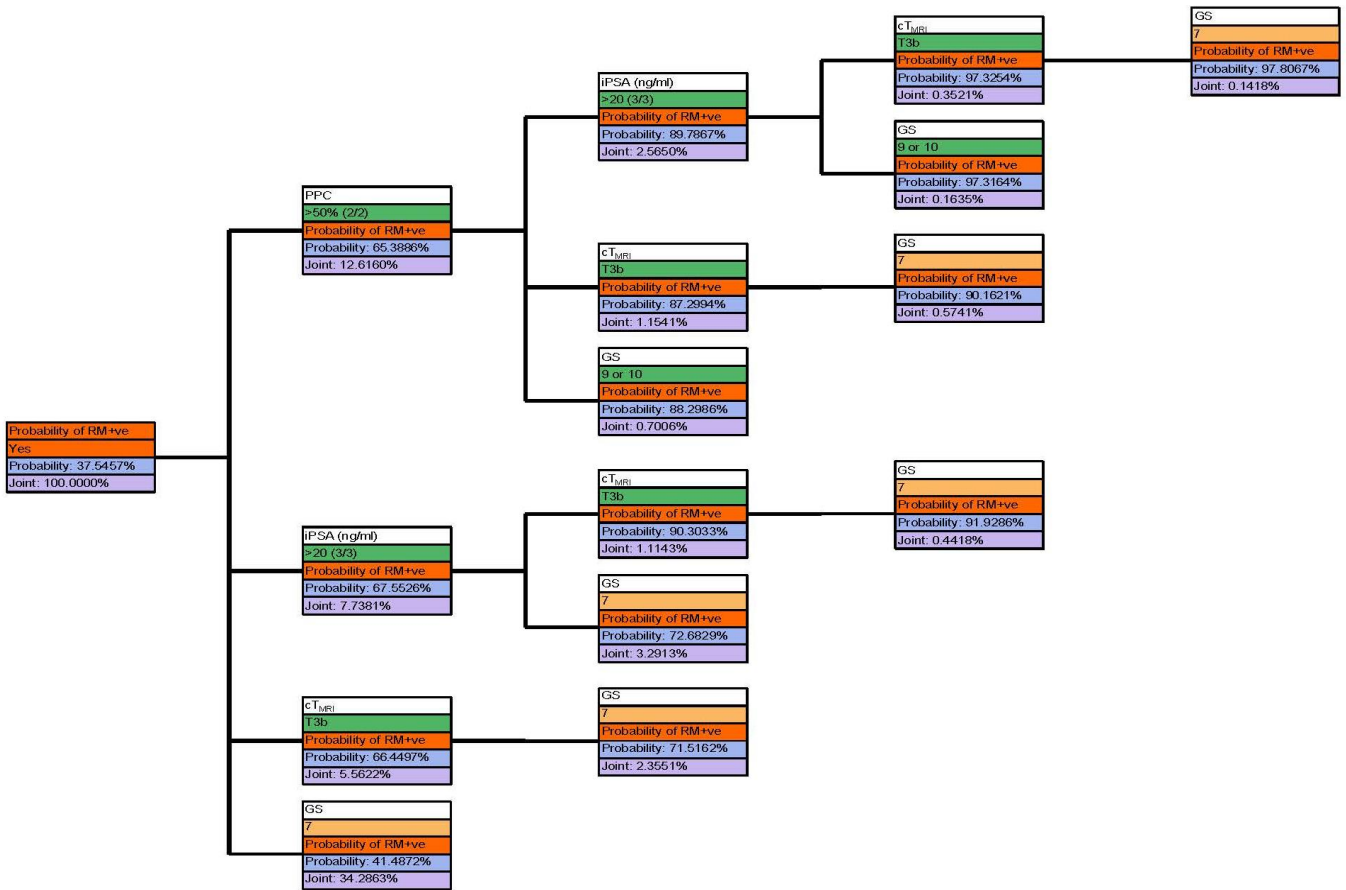 Probability of RM+ve
Yes
Probability: 37.5457%
Joint: 100.0000%
PPC
>50% (2/2)
Probability of RM+ve
Probability: 65.3886%
Joint: 12.6160%
iPSA (ng/ml)
>20 (3/3)
Probability of RM+ve
Probability: 67.5526%
Joint: 7.7381%
cTMRI
T3b
Probability of RM+ve
Probability: 66.4497%
Joint: 5.5622%
GS
7
Probability of RM+ve
Probability: 41.4872%
Joint: 34.2863%
iPSA (ng/ml)
>20 (3/3)
Probability of RM+ve
Probability: 89.7867%
Joint: 2.5650%
cTMRI
T3b
Probability of RM+ve
Probability: 87.2994%
Joint: 1.1541%
GS
9 or 10
Probability of RM+ve
Probability: 88.2986%
Joint: 0.7006%
cTMRI
T3b
Probability of RM+ve
Probability: 90.3033%
Joint: 1.1143%
GS
7
Probability of RM+ve
Probability: 72.6829%
Joint: 3.2913%
GS
7
Probability of RM+ve
Probability: 71.5162%
Joint: 2.3551%
cTMRI
T3b
Probability of RM+ve
Probability: 97.3254%
Joint: 0.3521%
GS
9 or 10
Probability of RM+ve
Probability: 97.3164%
Joint: 0.1635%
GS
7
Probability of RM+ve
Probability: 90.1621%
Joint: 0.5741%
GS
7
Probability of RM+ve
Probability: 91.9286%
Joint: 0.4418%
GS
7
Probability of RM+ve
Probability: 97.8067%
Joint: 0.1418%